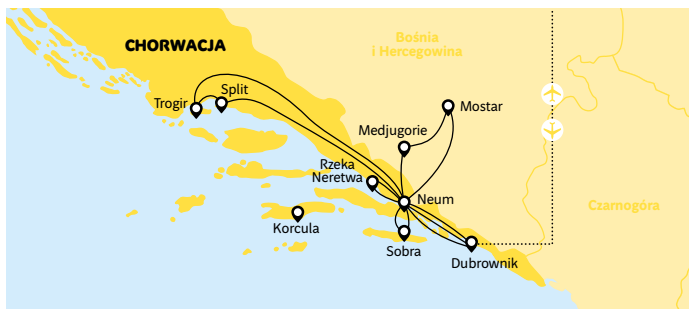 Bośnia
i Hercegowina
CHORWACJA
Split
Trogir
Mostar
Medjugorie
Rzeka
Neretwa
Neum
Czarnogóra
Korcula
Sobra
Dubrownik